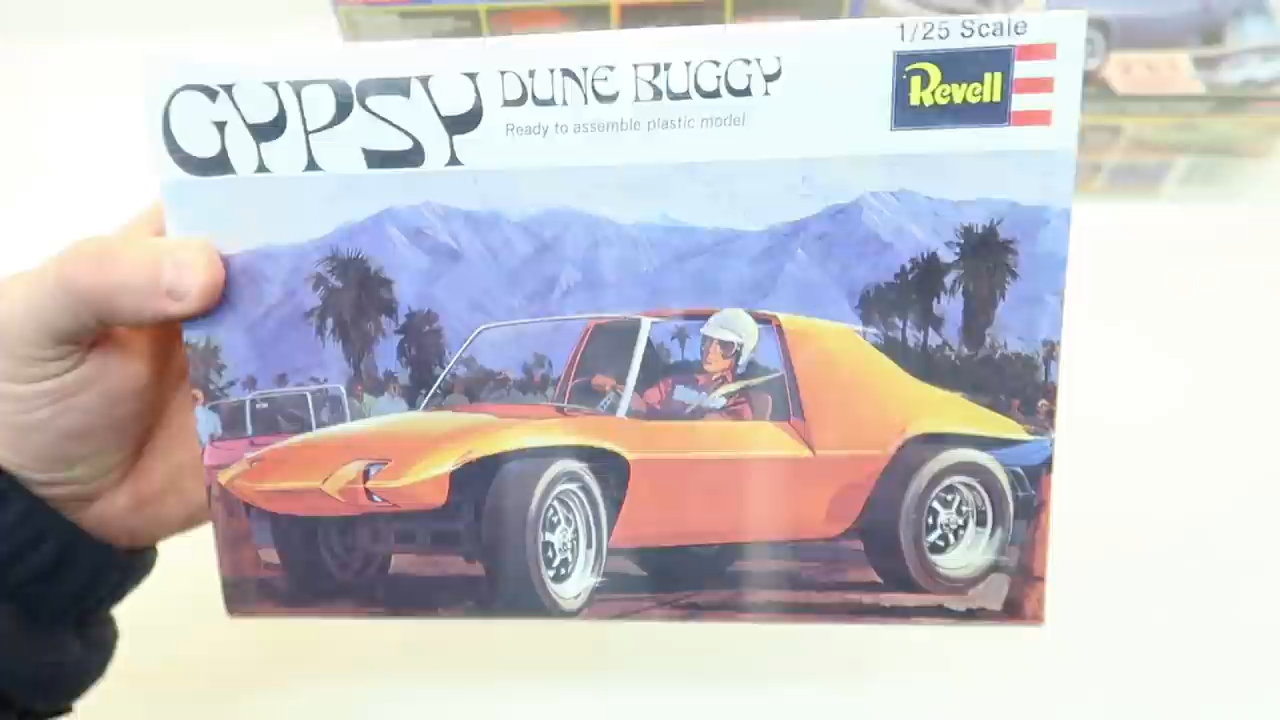 1/25 Scale
GYPSY DUNE BUGGY
Ready to assemble plastic model
Revell